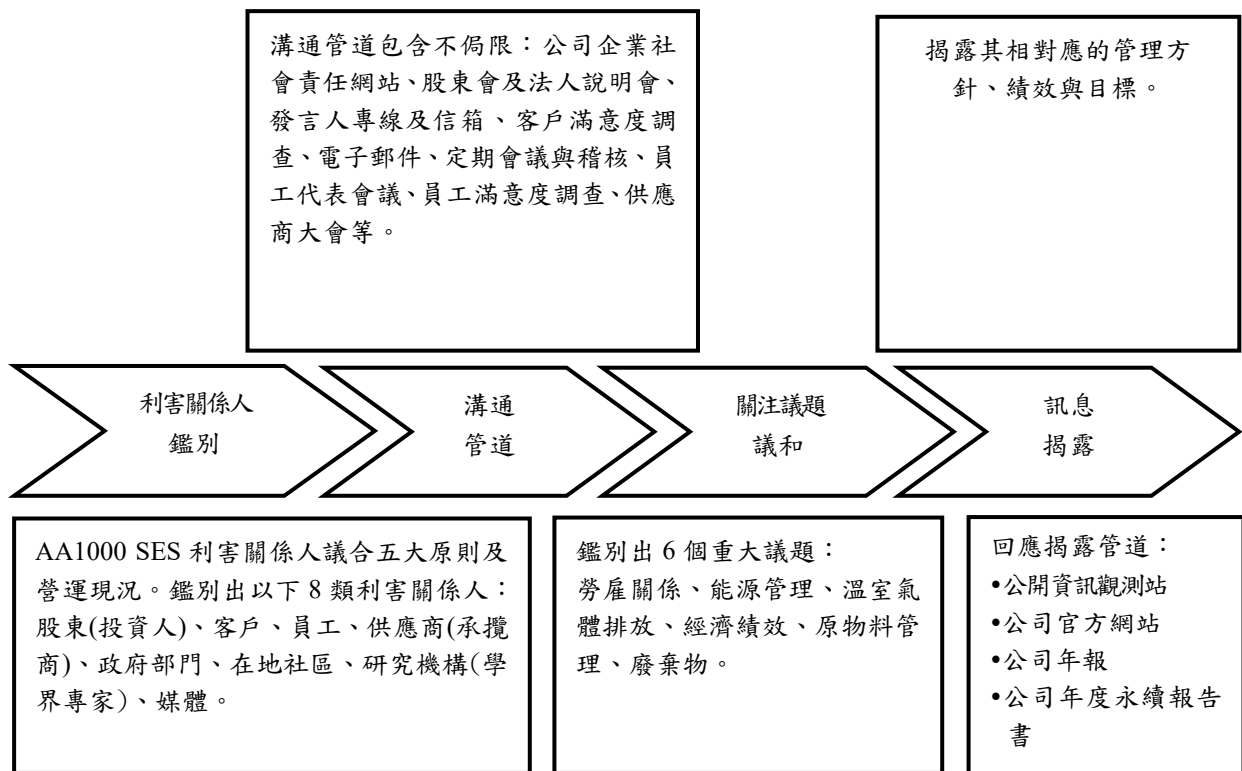 溝通管道包含不侷限：公司企業社
會責任網站、股東會及法人說明會、
發言人專線及信箱、客戶滿意度調
查、電子郵件、定期會議與稽核、員
工代表會議、員工滿意度調查、供應
商大會等。
揭露其相對應的管理方
針、績效與目標。
利害關係人
鑑別
溝通
管道
關注議題
議和
訊息
揭露
AA1000 SES 利害關係人議合五大原則及
營運現況。鑑別出以下 8 類利害關係人：
股東(投資人)、客戶、員工、供應商(承攬
商)、政府部門、在地社區、研究機構(學
界專家)、媒體。
鑑別出 6 個重大議題：
勞雇關係、能源管理、溫室氣
體排放、經濟績效、原物料管
理、廢棄物。
回應揭露管道：
•公開資訊觀測站
•公司官方網站
•公司年報
•公司年度永續報告
書